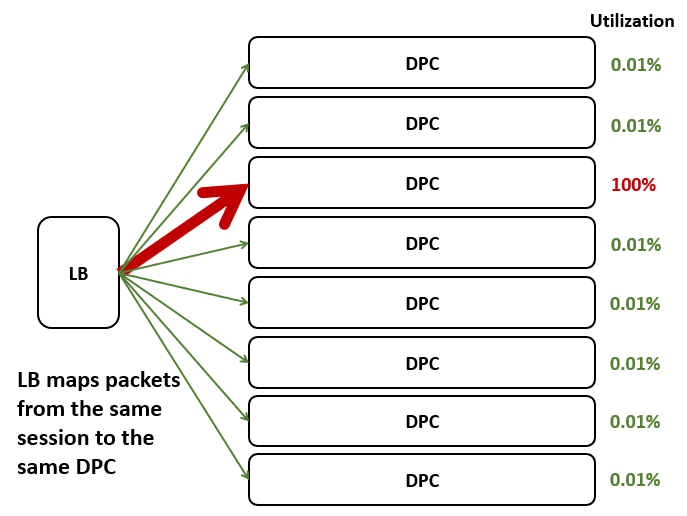 Utilization
DPC 0.01%
DPC 0.01%
DPC 100%
DPC 0.01%
LB
DPC 0.01%
DPC 0.01%
DPC 0.01%
DPC 0.01%
LB maps packets
from the same
session to the
same DPC